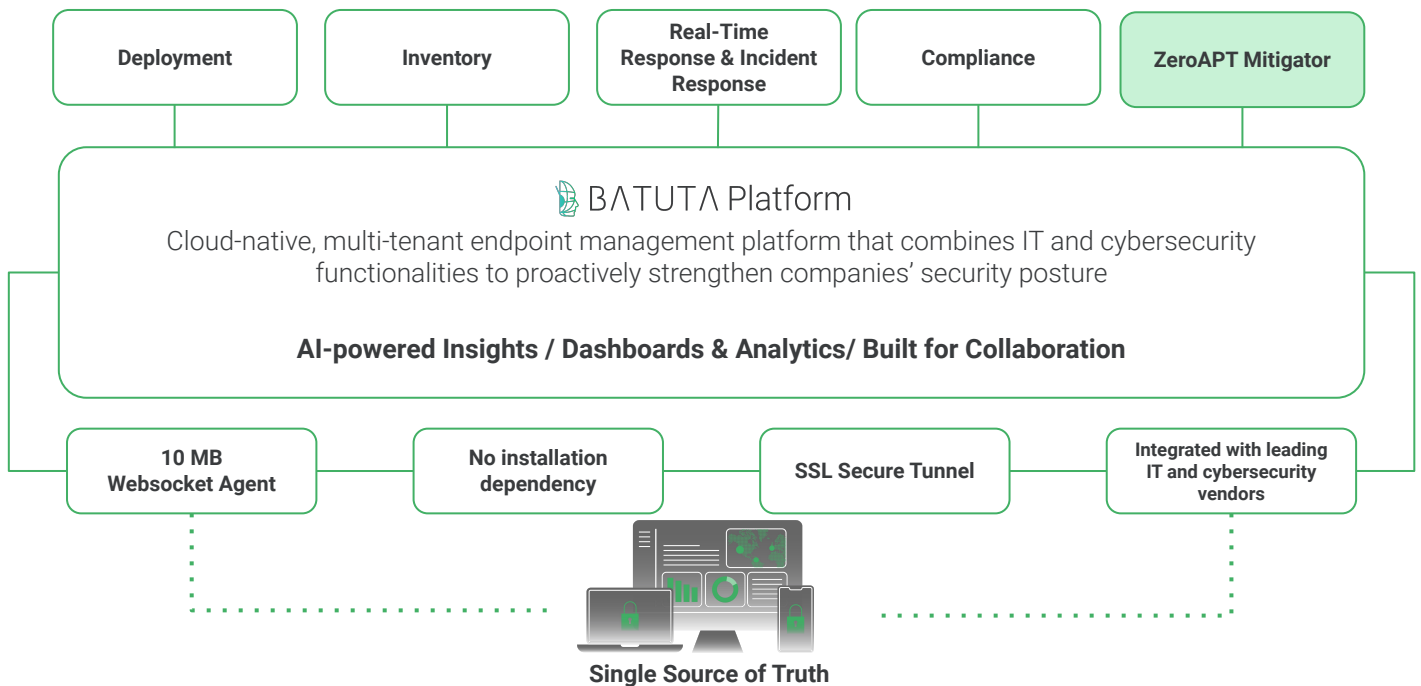 Deployment
Inventory
Real-Time
Response & Incident
Response
Compliance
ZeroAPT Mitigator
BΛTUTΛ Platform
Cloud-native, multi-tenant endpoint management platform that combines IT and cybersecurity
functionalities to proactively strengthen companies’ security posture
AI-powered Insights / Dashboards & Analytics/ Built for Collaboration
10 MB
Websocket Agent
No installation
dependency
SSL Secure Tunnel
Integrated with leading
IT and cybersecurity
vendors
Single Source of Truth